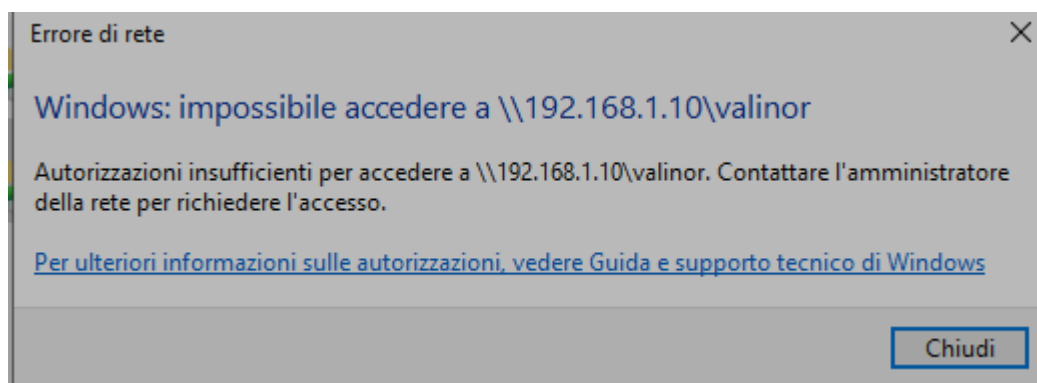 Errore di rete
Windows: impossibile accedere a \\192.168.1.10\valinor
Autorizzazioni insufficienti per accedere a \\192.168.1.10\valinor. Contattare l'amministratore
della rete per richiedere l'accesso.
Per ulteriori informazioni sulle autorizzazioni, vedere Guida e supporto tecnico di Windows
Chiudi